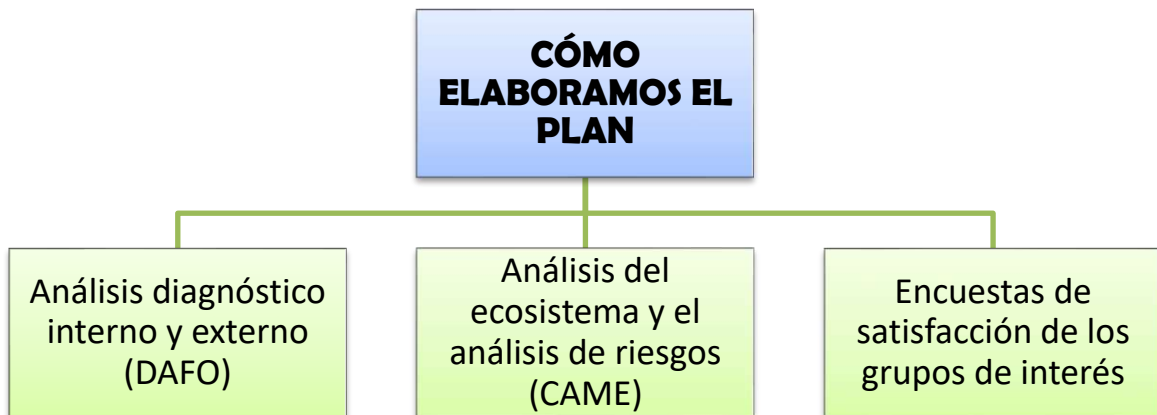 CÓMO
ELABORAMOS EL
PLAN
Análisis diagnóstico
interno y externo
(DAFO)
Análisis del
ecosistema y el
análisis de riesgos
(CAME)
Encuestas de
satisfacción de los
grupos de interés